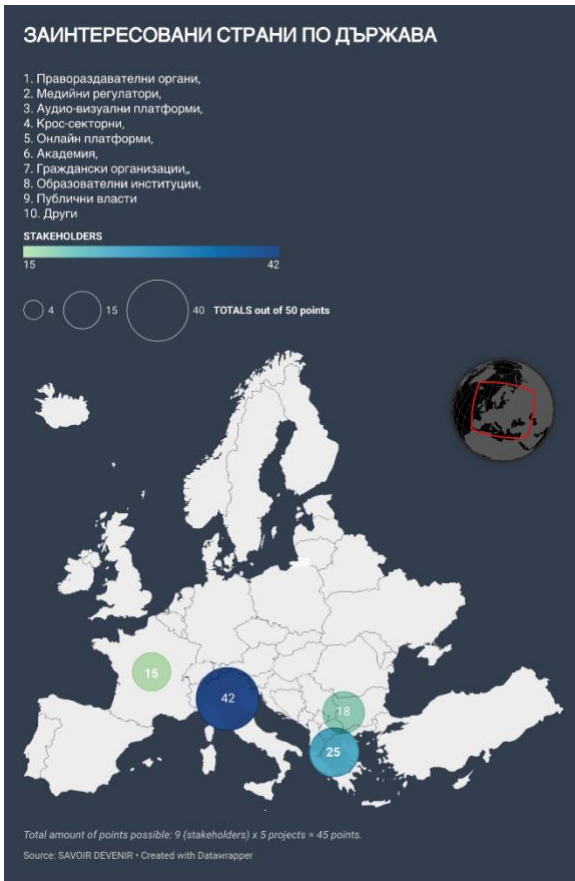 ЗАИНТЕРЕСОВАНИ СТРАНИ ПО ДЪРЖАВА
1. Правораздавателни органи,
2. Медийни регулатори,
3. Аудио-визуални платформи,
4. Крос-секторни,
5. Онлайн платформи,
6. Академия,
7. Граждански организации,,
8. Образователни институции,
9. Публични власти
10. Други
STAKEHOLDERS
15 42
4 15 40 TOTALS out of 50 points
15
42
18
25
Total amount of points possible: 9 (stakeholders) x 5 projects = 45 points.
Source: SAVOIR DEVENIR • Created with Datawrapper